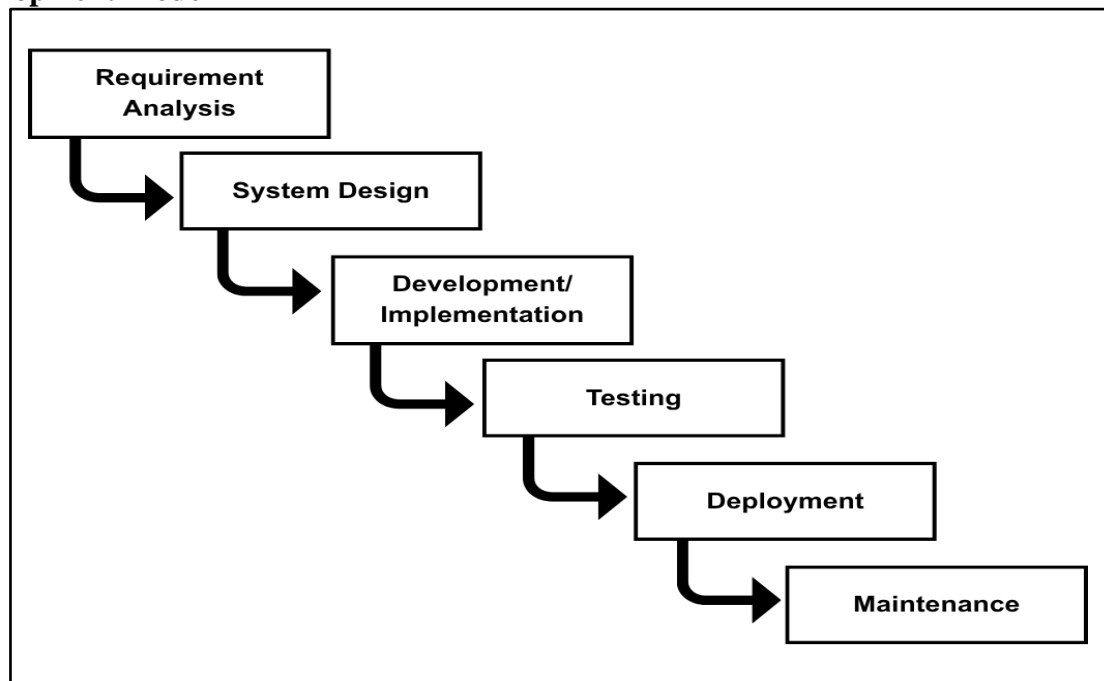 Requirement
Analysis
System Design
Development/
Implementation
Testing
Deployment
Maintenance